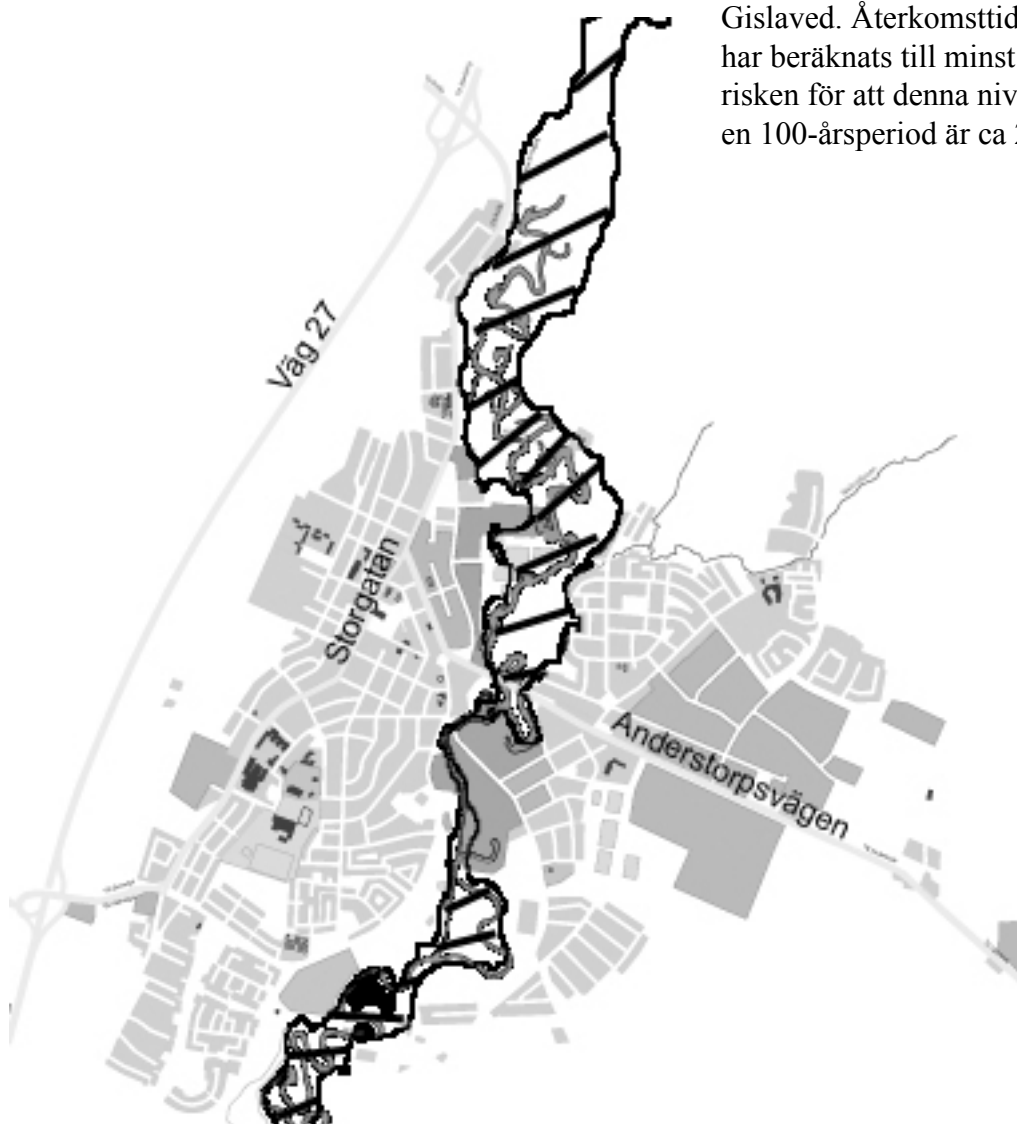 Gislaved. Återkomsttid
har beräknats till minst
risken för att denna niv
en 100-årsperiod är ca
Väg 27
Storgatan
Anderstorpsvägen